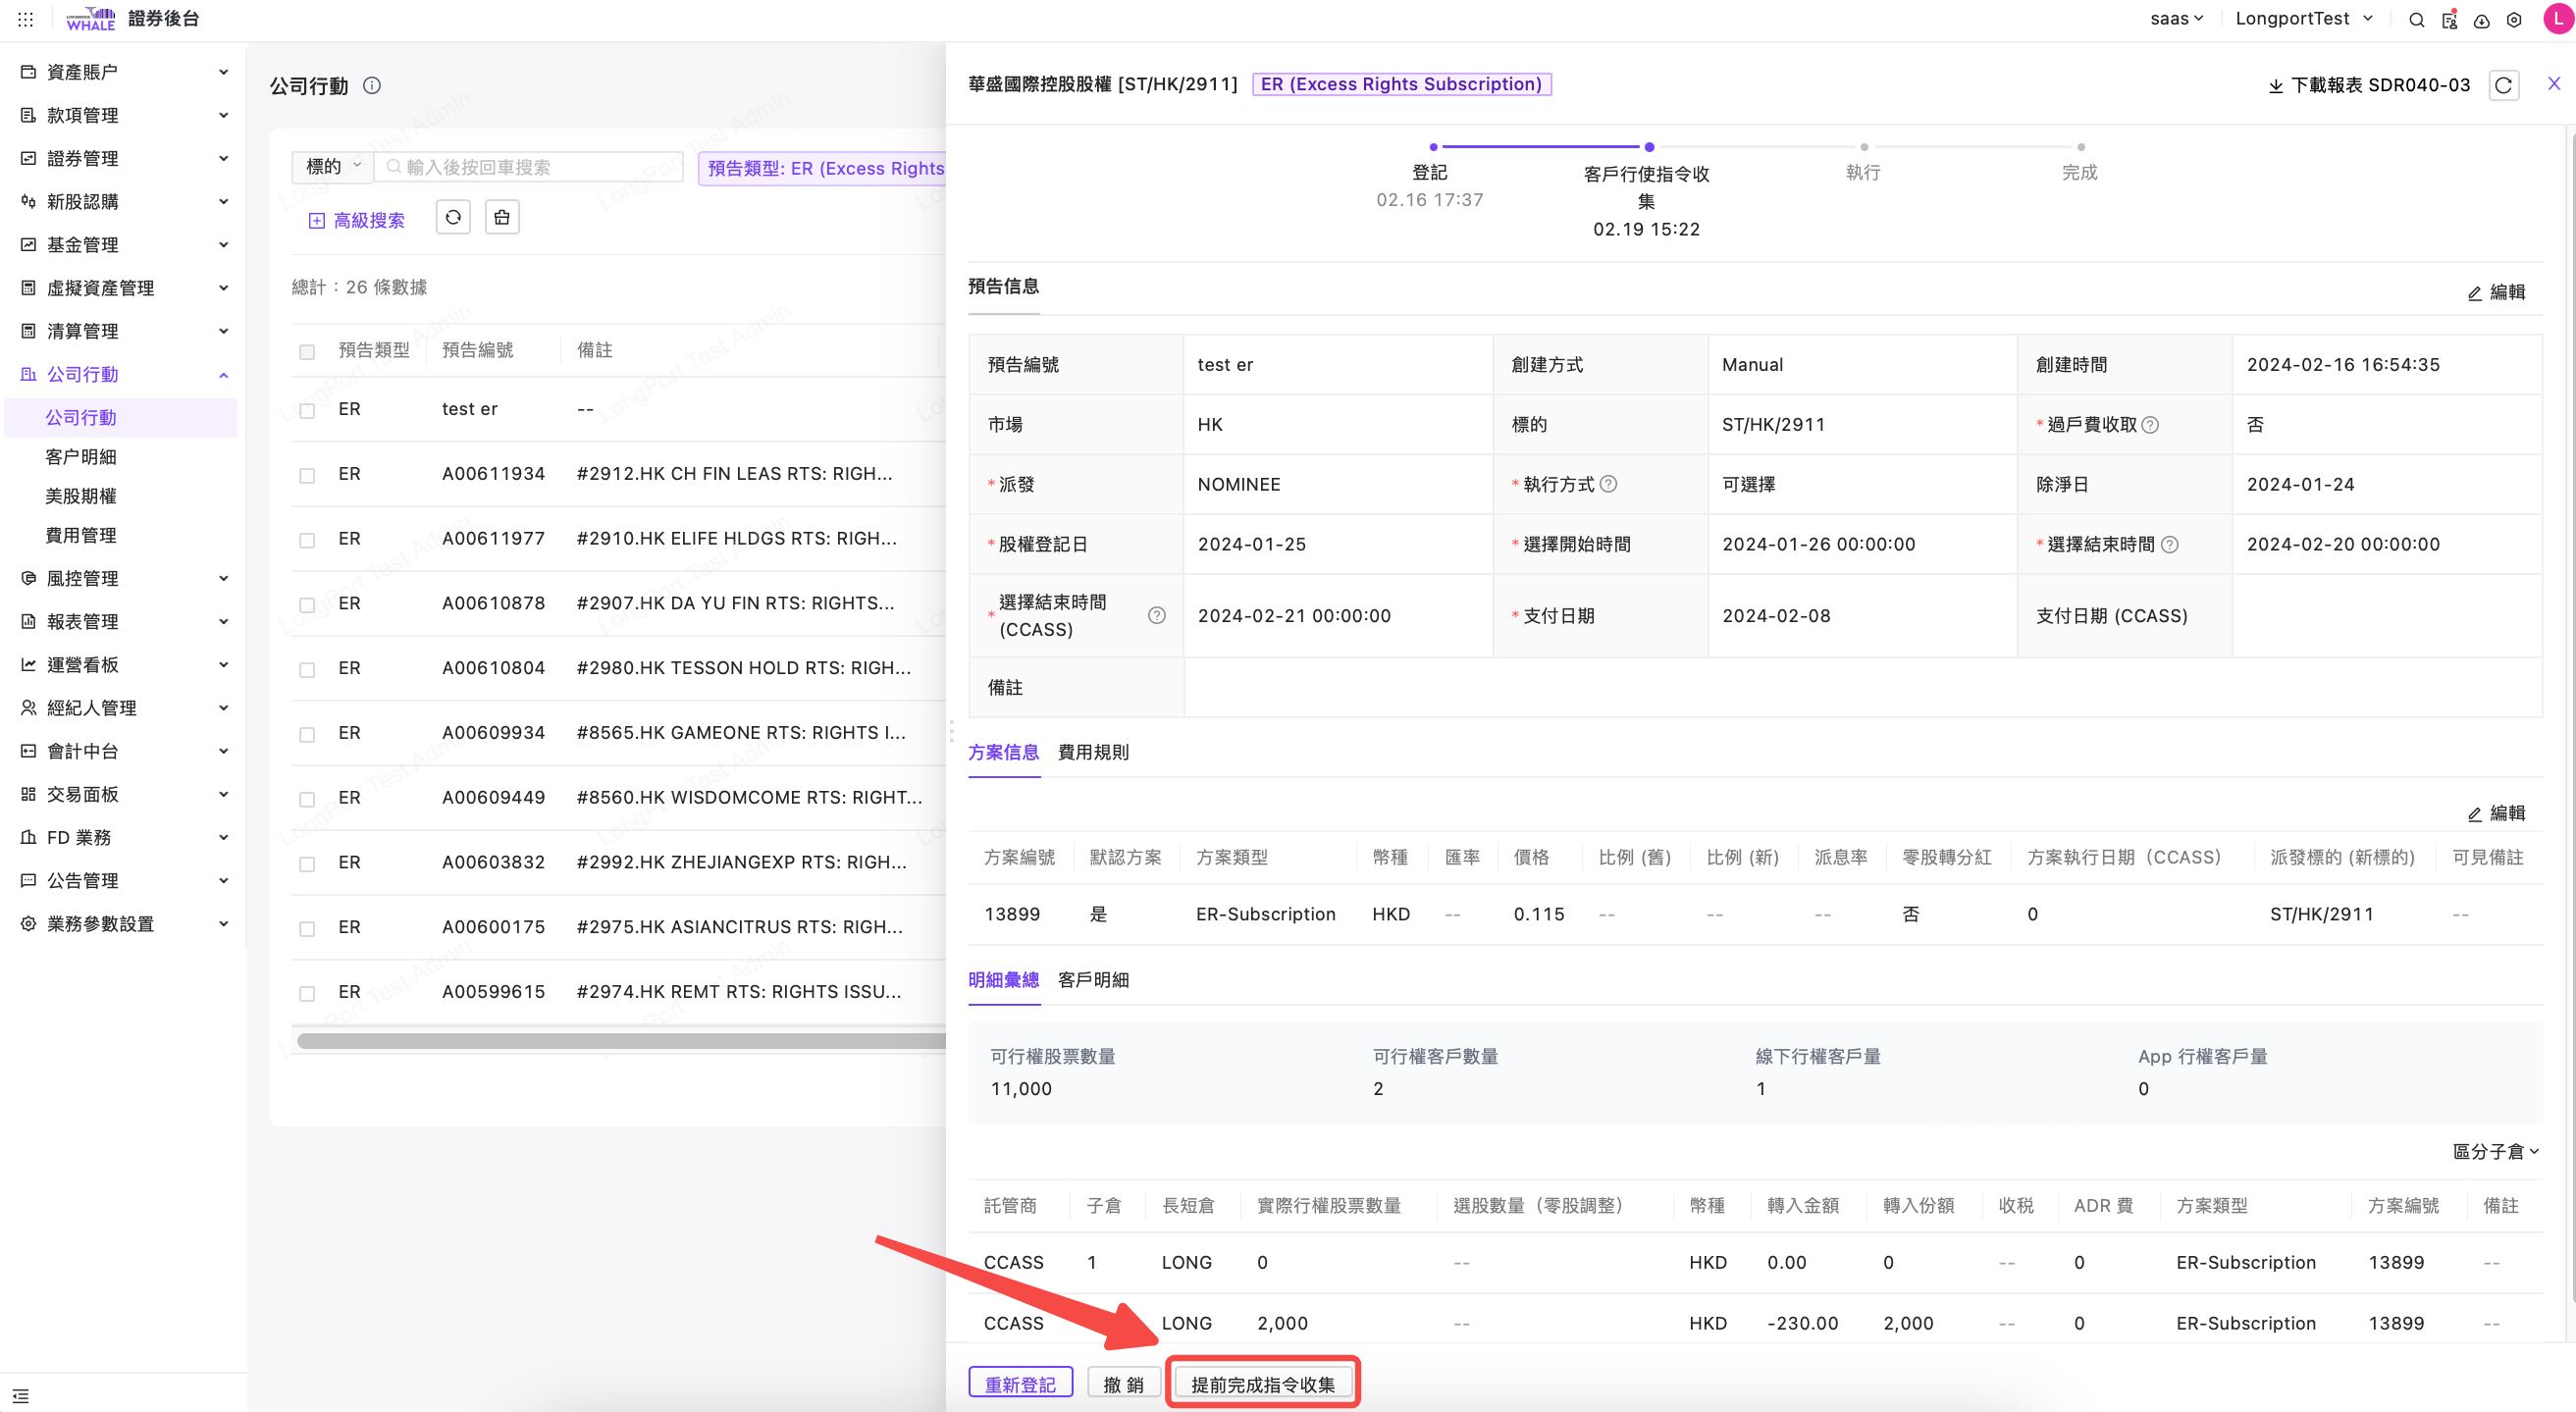 LONGBRIDGE WHALE 證券後台
saas
LongportTest
L
資產賬户
款項管理
證券管理
新股認購
基金管理
虛擬資產管理
清算管理
公司行動
公司行動
客户明細
美股期權
費用管理
風控管理
報表管理
運營看板
經紀人管理
會計中台
交易面板
FD 業務
公告管理
業務參數設置
公司行動
標的 輸入後按回車搜索 預告類型: ER (Excess Rights
高級搜索
總計：26 條數據
預告類型 預告編號 備註
ER test er --
ER A00611934 #2912.HK CH FIN LEAS RTS: RIGH...
ER A00611977 #2910.HK ELIFE HLDGS RTS: RIGH...
ER A00610878 #2907.HK DA YU FIN RTS: RIGHTS...
ER A00610804 #2980.HK TESSON HOLD RTS: RIGH...
ER A00609934 #8565.HK GAMEONE RTS: RIGHTS I...
ER A00609449 #8560.HK WISDOMCOME RTS: RIGHT...
ER A00603832 #2992.HK ZHEJIANGEXP RTS: RIGH...
ER A00600175 #2975.HK ASIANCITRUS RTS: RIGH...
ER A00599615 #2974.HK REMT RTS: RIGHTS ISSU...
LongPort Test Admin
華盛國際控股股權 [ST/HK/2911] ER (Excess Rights Subscription)
下載報表 SDR040-03
登記
02.16 17:37
客戶行使指令收
集
02.19 15:22
執行
完成
預告信息
編輯
預告編號 test er 創建方式 Manual 創建時間 2024-02-16 16:54:35
市場 HK 標的 ST/HK/2911 *過戶費收取 否
*派發 NOMINEE *執行方式 可選擇 除淨日 2024-01-24
*股權登記日 2024-01-25 *選擇開始時間 2024-01-26 00:00:00 *選擇結束時間 2024-02-20 00:00:00
*選擇結束時間
(CCASS) 2024-02-21 00:00:00 *支付日期 2024-02-08 支付日期 (CCASS)
備註
方案信息 費用規則
編輯
方案編號 默認方案 方案類型 幣種 匯率 價格 比例 (舊) 比例 (新) 派息率 零股轉分紅 方案執行日期（CCASS） 派發標的 (新標的) 可見備註
13899 是 ER-Subscription HKD -- 0.115 -- -- -- 否 0 ST/HK/2911 --
明細彙總 客戶明細
可行權股票數量 可行權客戶數量 線下行權客戶量 App 行權客戶量
11,000 2 1 0
區分子倉
託管商 子倉 長短倉 實際行權股票數量 選股數量（零股調整） 幣種 轉入金額 轉入份額 收税 ADR 費 方案類型 方案編號 備註
CCASS 1 LONG 0 -- HKD 0.00 0 -- 0 ER-Subscription 13899 --
CCASS LONG 2,000 -- HKD -230.00 2,000 -- 0 ER-Subscription 13899 --
重新登記 撤 銷 提前完成指令收集